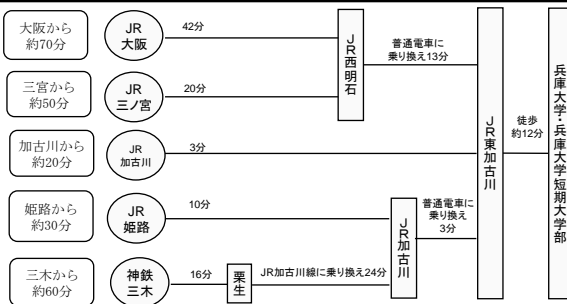 大阪から
約70分
JR
大阪
42分
三宮から
約50分
JR
三ノ宮
20分
JR西明石
普通電車に
乗り換え13分
加古川から
約20分
JR
加古川
3分
姫路から
約30分
JR
姫路
10分
三木から
約60分
神鉄
三木
16分
粟生
JR加古川線に乗り換え24分
JR加古川
普通電車に
乗り換え
3分
JR東加古川
徒歩
約12分
兵庫大学・兵庫大学短期大学部